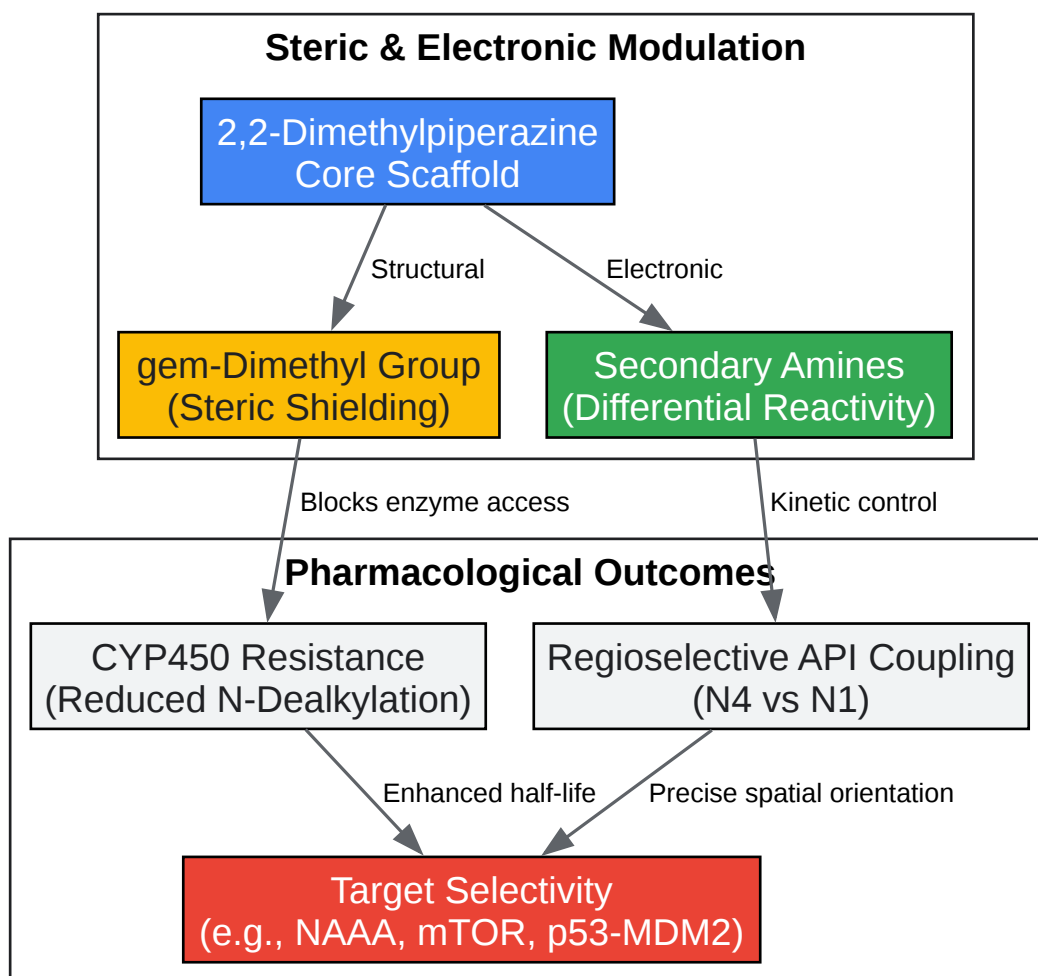 Steric & Electronic Modulation
2,2-Dimethylpiperazine
Core Scaffold
Structural
Electronic
gem-Dimethyl Group
(Steric Shielding)
Secondary Amines
(Differential Reactivity)
Blocks enzyme access
Kinetic control
Pharmacological Outcomes
CYP450 Resistance
(Reduced N-Dealkylation)
Regioselective API Coupling
(N4 vs N1)
Enhanced half-life
Precise spatial orientation
Target Selectivity
(e.g., NAAA, mTOR, p53-MDM2)